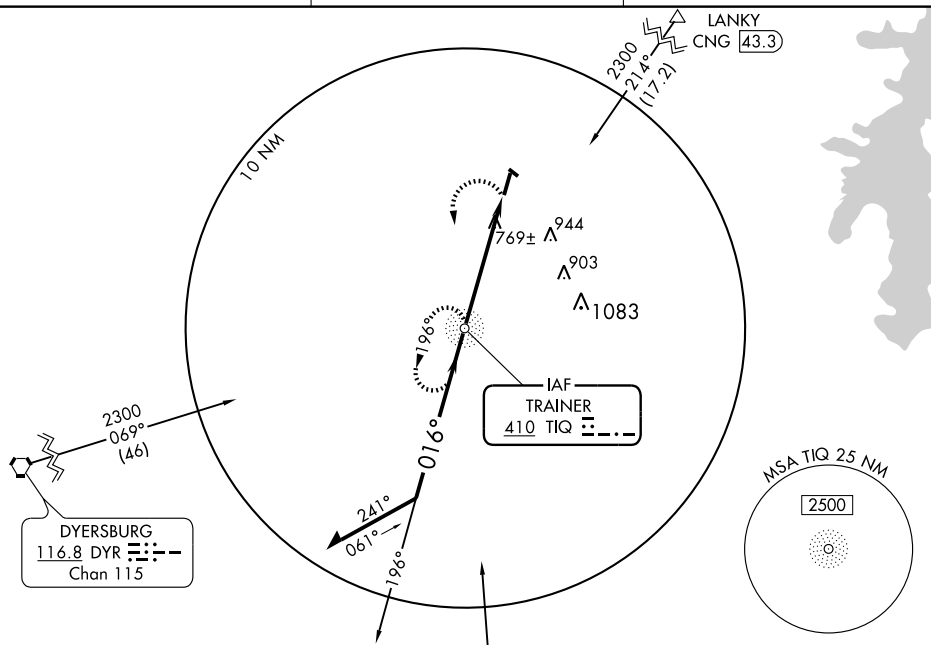 LANKY
CNG 43.3
2300
214°
(17.2)
10 NM
769±
944
903
1083
196°
IAF
TRAINER
410 TIQ
016°
2300
069°
(46)
DYERSBURG
116.8 DYR
Chan 115
241°
061°
196°
MSA TIQ 25 NM
2500